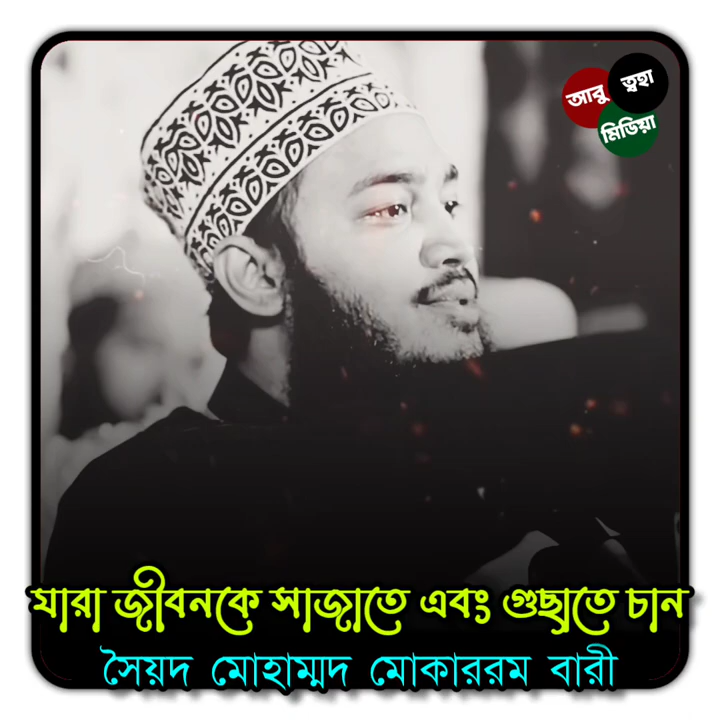 আবু
ত্বহা
মিডিয়া
যারা জীবনকে সাজাতে এবং গুছাতে চান
সৈয়দ মোহাম্মদ মোকাররম বারী